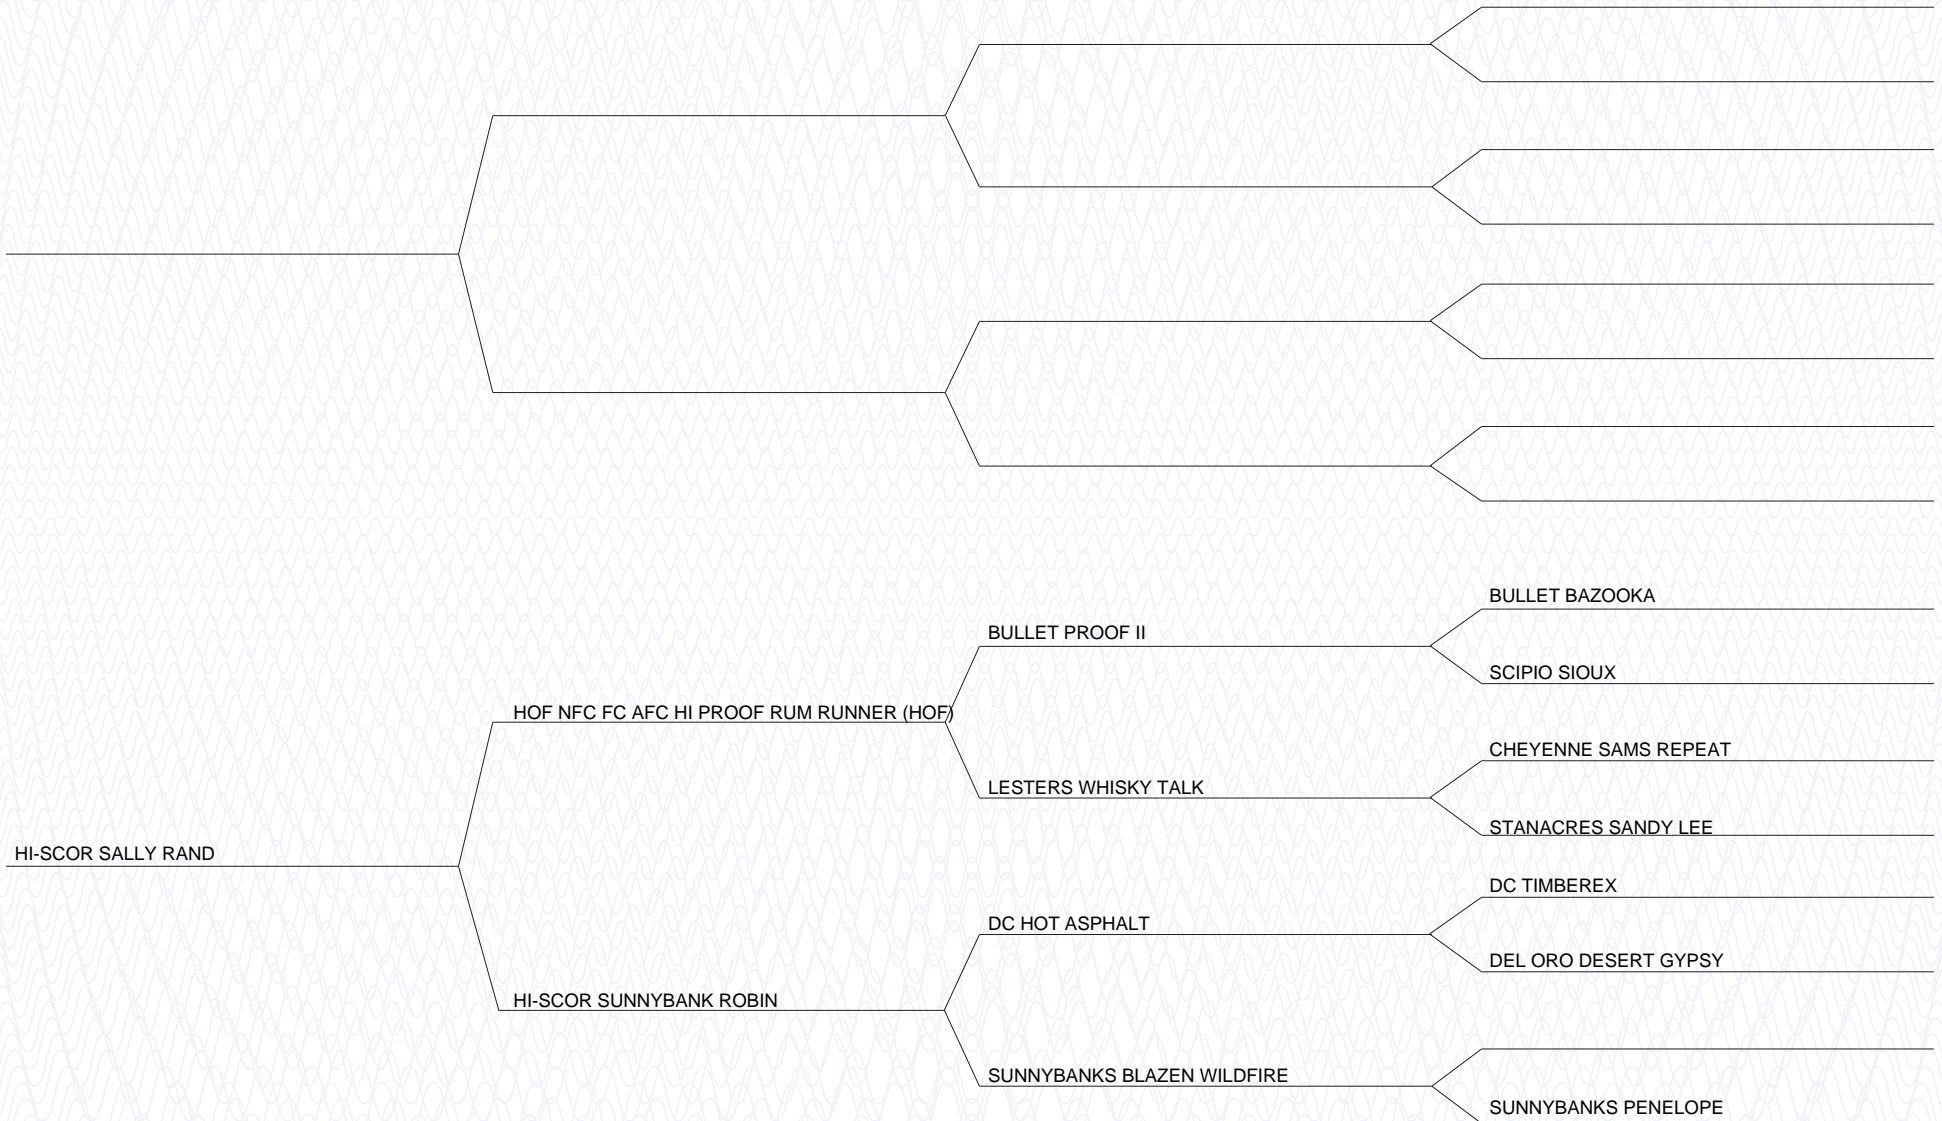 BULLET BAZOOKA
BULLET PROOF II
SCIPIO SIOUX
HOF NFC FC AFC HI PROOF RUM RUNNER (HOF)
CHEYENNE SAMS REPEAT
LESTERS WHISKY TALK
STANACRES SANDY LEE
HI-SCOR SALLY RAND
DC TIMBEREX
DC HOT ASPHALT
DEL ORO DESERT GYPSY
HI-SCOR SUNNYBANK ROBIN
SUNNYBANKS BLAZEN WILDFIRE
SUNNYBANKS PENELOPE